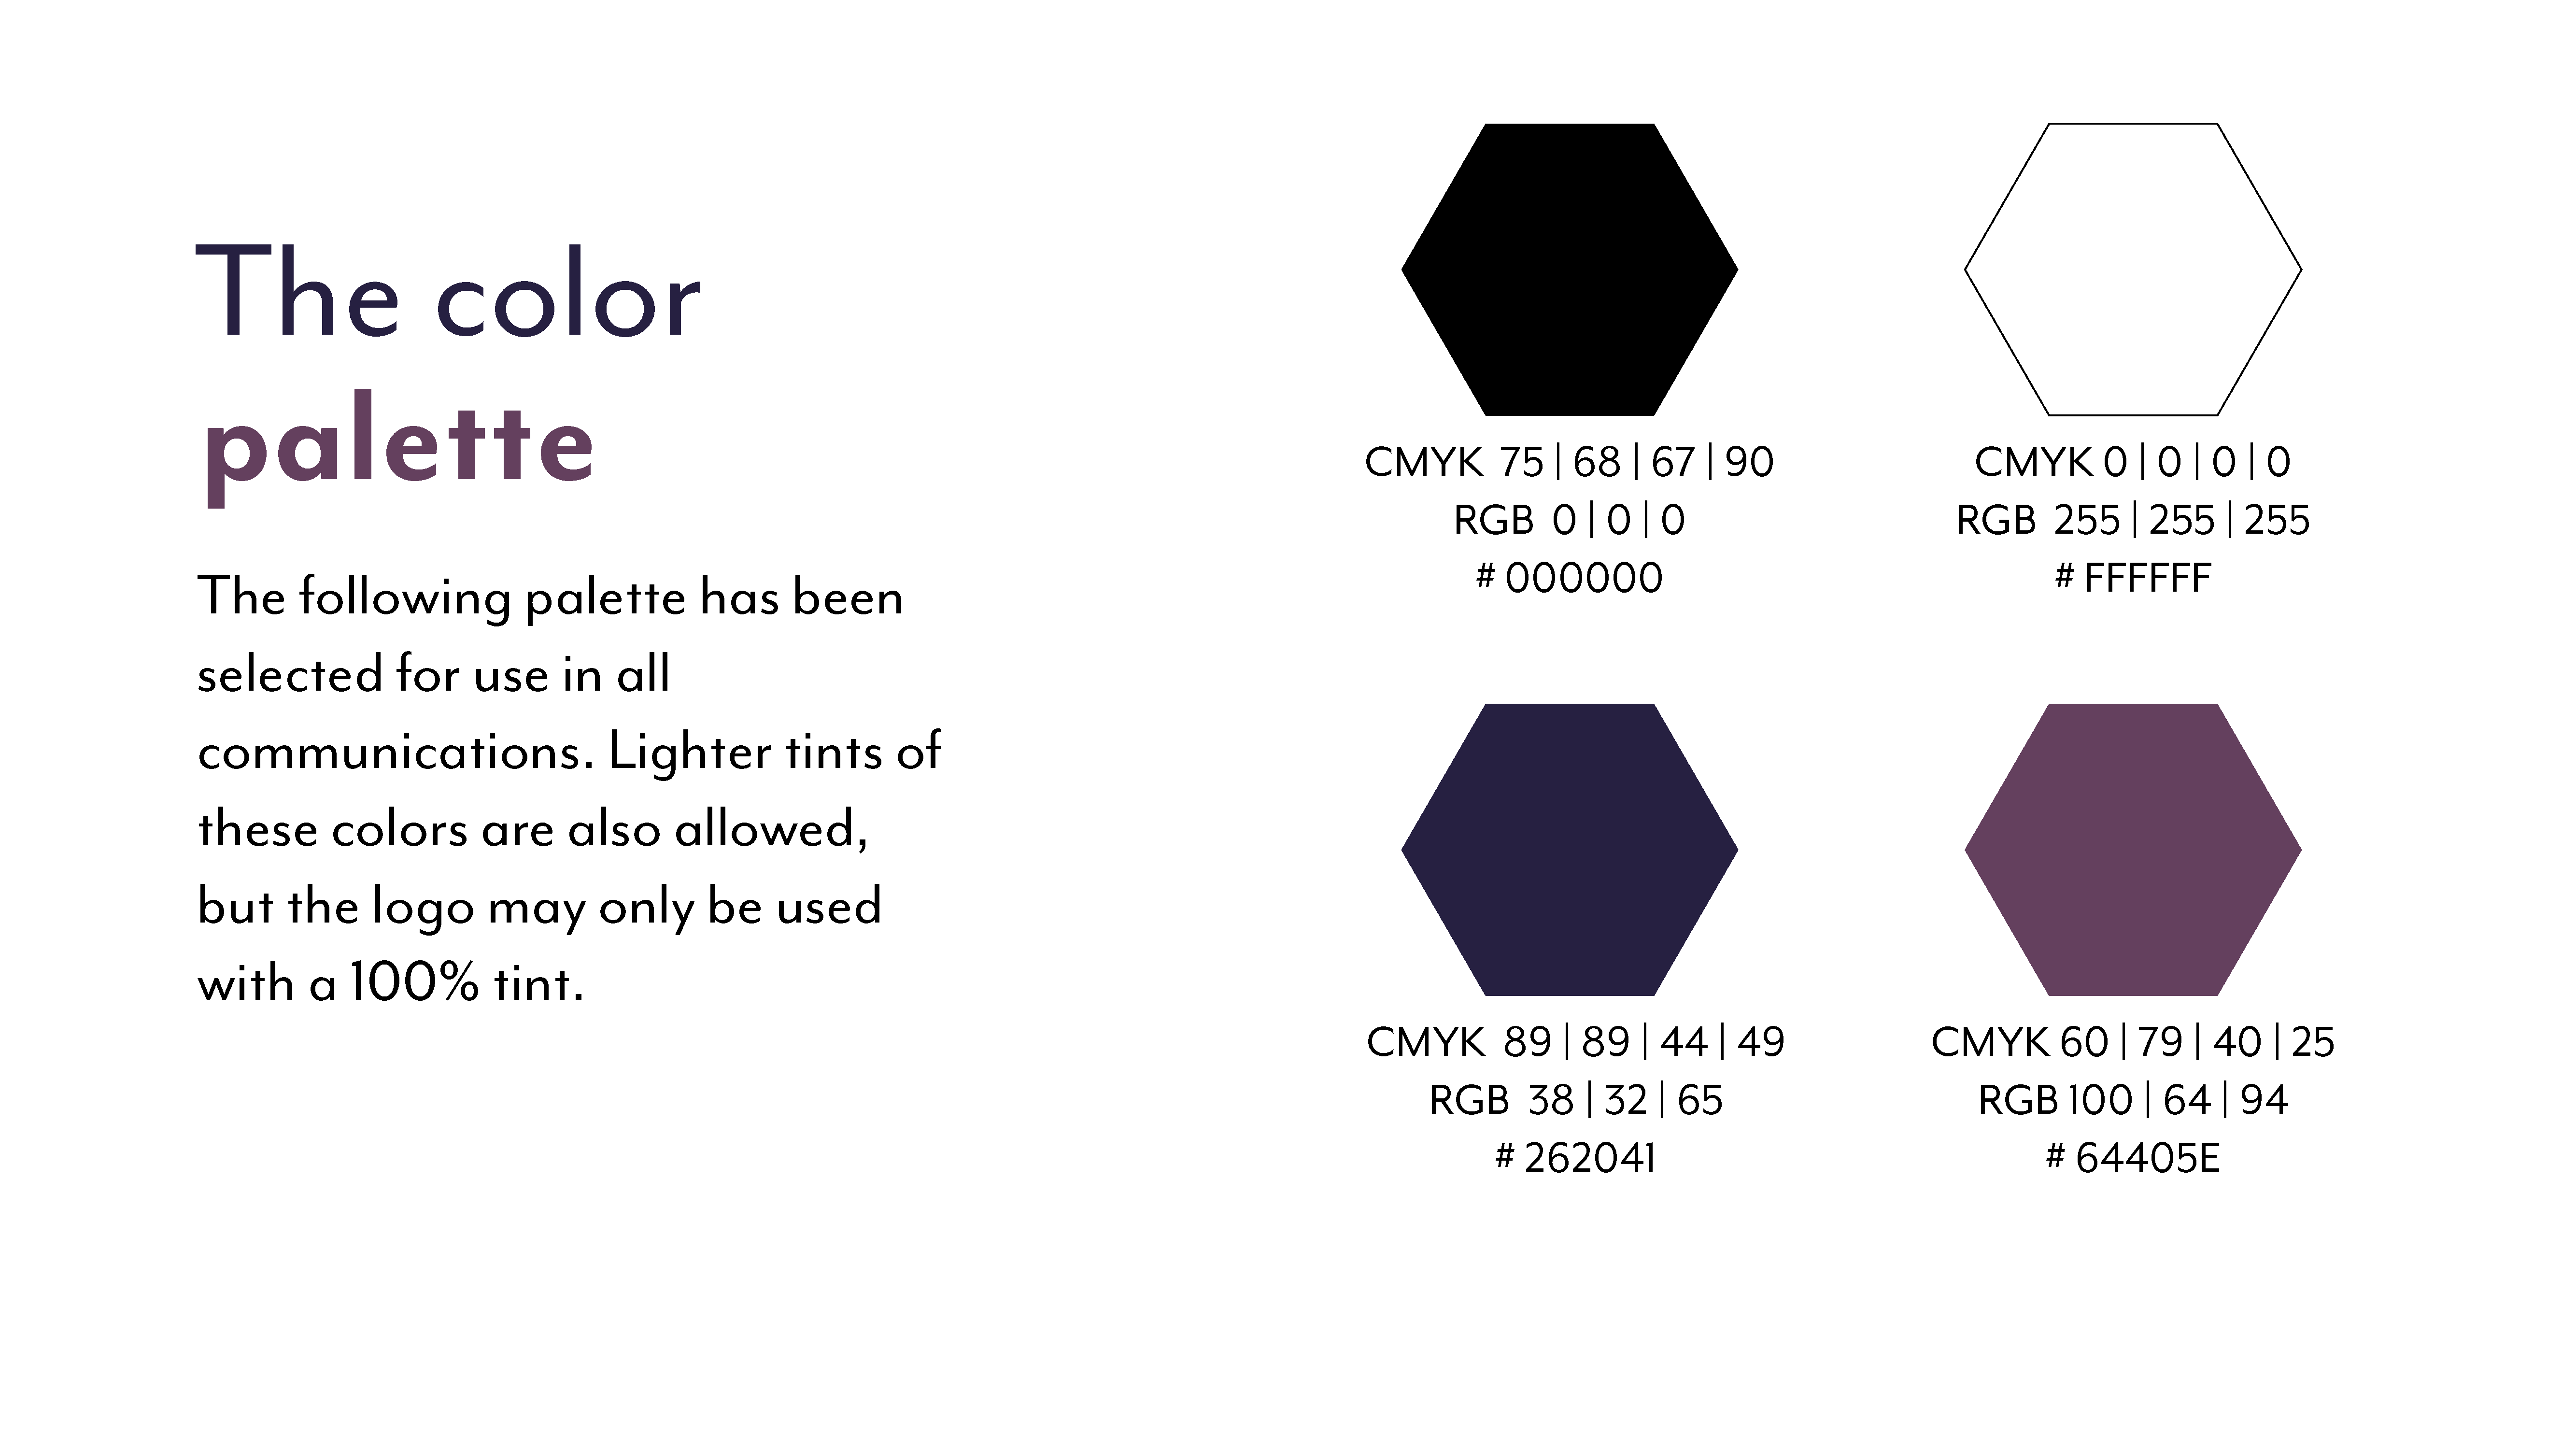 The color
palette
The following palette has been
selected for use in all
communications. Lighter tints of
these colors are also allowed,
but the logo may only be used
with a 100% tint.
CMYK 75 | 68 | 67 | 90
RGB 0 | 0 | 0
# 000000
CMYK 0 | 0 | 0 | 0
RGB 255 | 255 | 255
# FFFFFF
CMYK 89 | 89 | 44 | 49
RGB 38 | 32 | 65
# 262041
CMYK 60 | 79 | 40 | 25
RGB 100 | 64 | 94
# 64405E